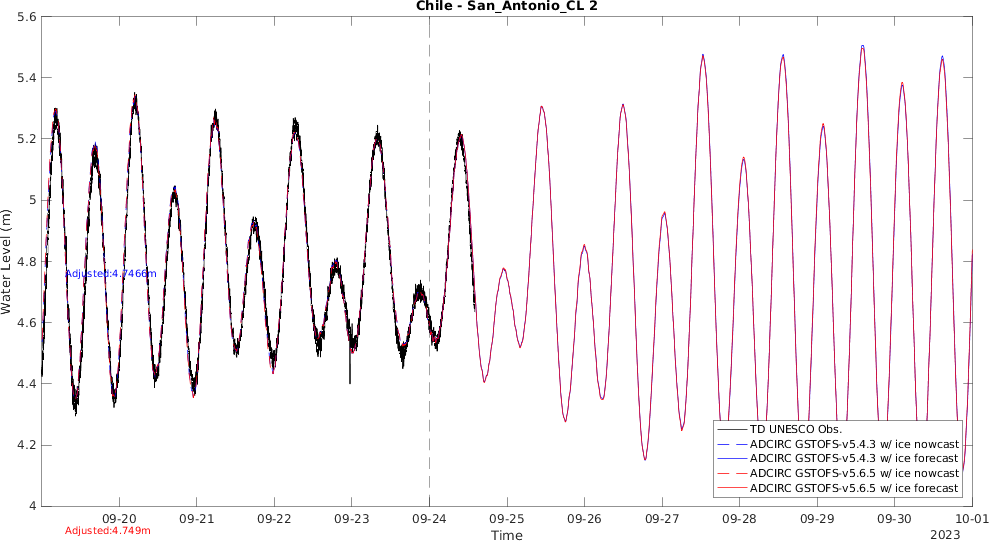 Chile - San_Antonio_CL 2
5.6
5.4
5.2
5
4.8
4.6
4.4
4.2
4
Water Level (m)
Adjusted:4.7466m
TD UNESCO Obs.
ADCIRC GSTOFS-v5.4.3 w/ ice nowcast
ADCIRC GSTOFS-v5.4.3 w/ ice forecast
ADCIRC GSTOFS-v5.6.5 w/ ice nowcast
ADCIRC GSTOFS-v5.6.5 w/ ice forecast
09-20 09-21 09-22 09-23 09-24 09-25 09-26 09-27 09-28 09-29 09-30 10-01
Adjusted:4.749m
Time
2023